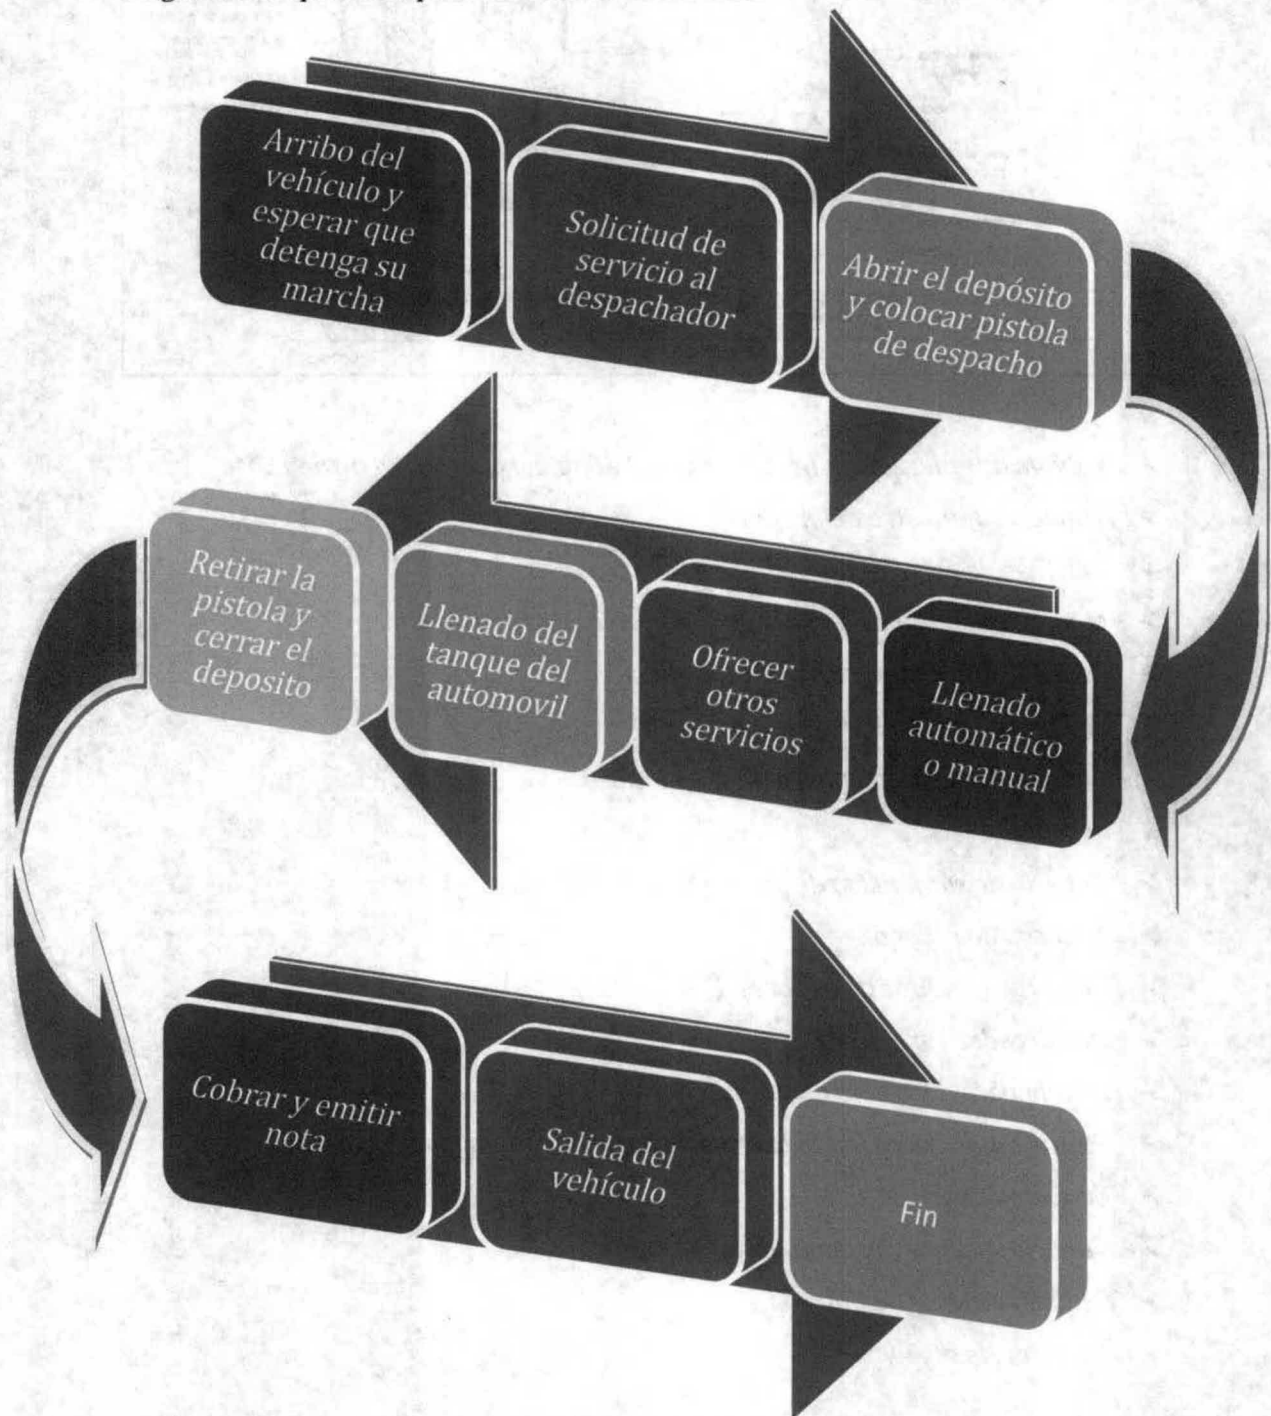 Arribo del
vehículo y
esperar que
detenga su
marcha
Solicitud de
servicio al
despachador
Abrir el depósito
y colocar pistola
de despacho
Llenado
automático
o manual
Ofrecer
otros
servicios
Llenado del
tanque del
automovil
Retirar la
pistola y
cerrar el
deposito
Cobrar y emitir
nota
Salida del
vehículo
Fin